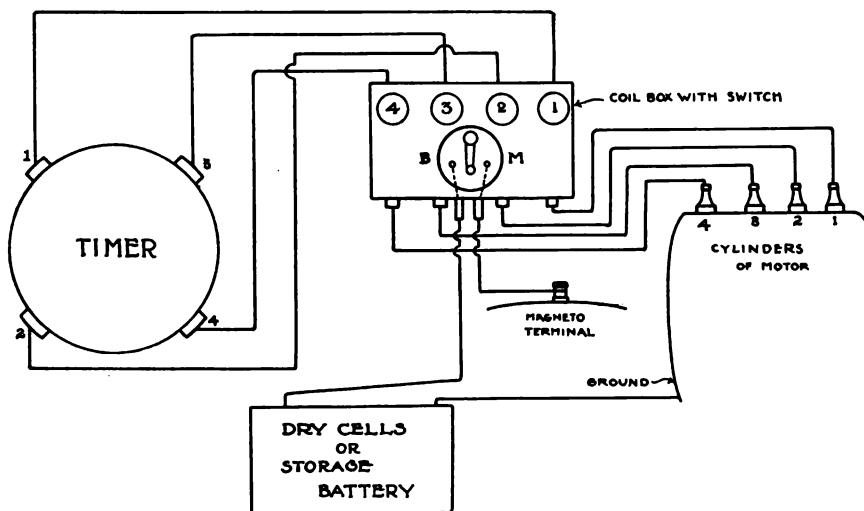 4 3 2 1
COIL BOX WITH SWITCH
B M
1 3
TIMER
2 4
4 3 2 1
CYLINDERS
OF MOTOR
MAGNETO
TERMINAL
GROUND
DRY CELLS
OR
STORAGE
BATTERY